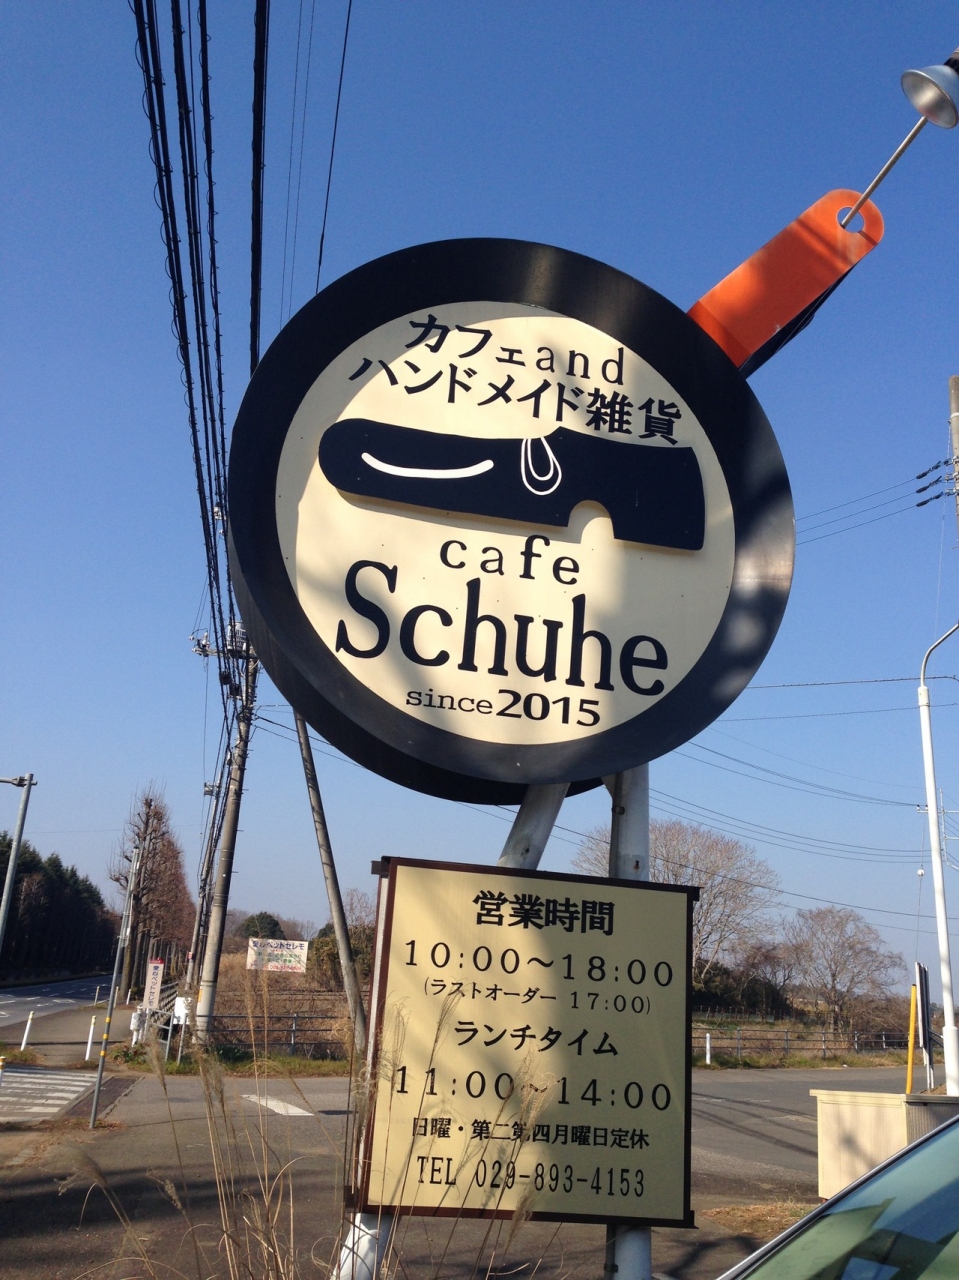 カフェand
ハンドメイド雑貨
cafe
Schuhe
since2015
営業時間
10:00〜18:00
(ラストオーダー 17:00)
ランチタイム
11:00〜14:00
日曜・第二第四月曜日定休
TEL 029-893-4153